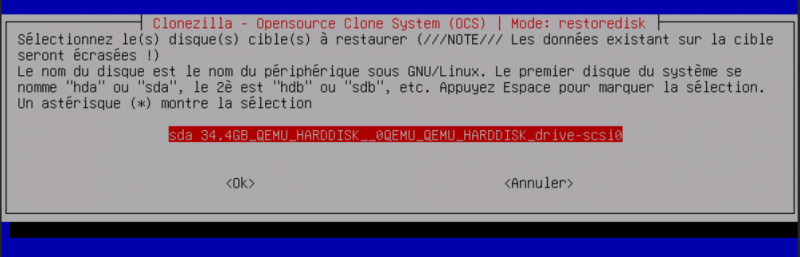 Clonezilla - Opensource Clone System (OCS) | Mode: restoredisk
Sélectionnez le(s) disque(s) cible(s) à restaurer (///NOTE/// Les données existant sur la cible
seront écrasées !)
Le nom du disque est le nom du périphérique sous GNU/Linux. Le premier disque du système se
nomme "hda" ou "sda", le 2è est "hdb" ou "sdb", etc. Appuyez Espace pour marquer la sélection.
Un astérisque (*) montre la sélection
sda 34.4GB_QEMU_HARDDISK__0QEMU_QEMU_HARDDISK_drive-scsi0
<Ok> <Annuler>